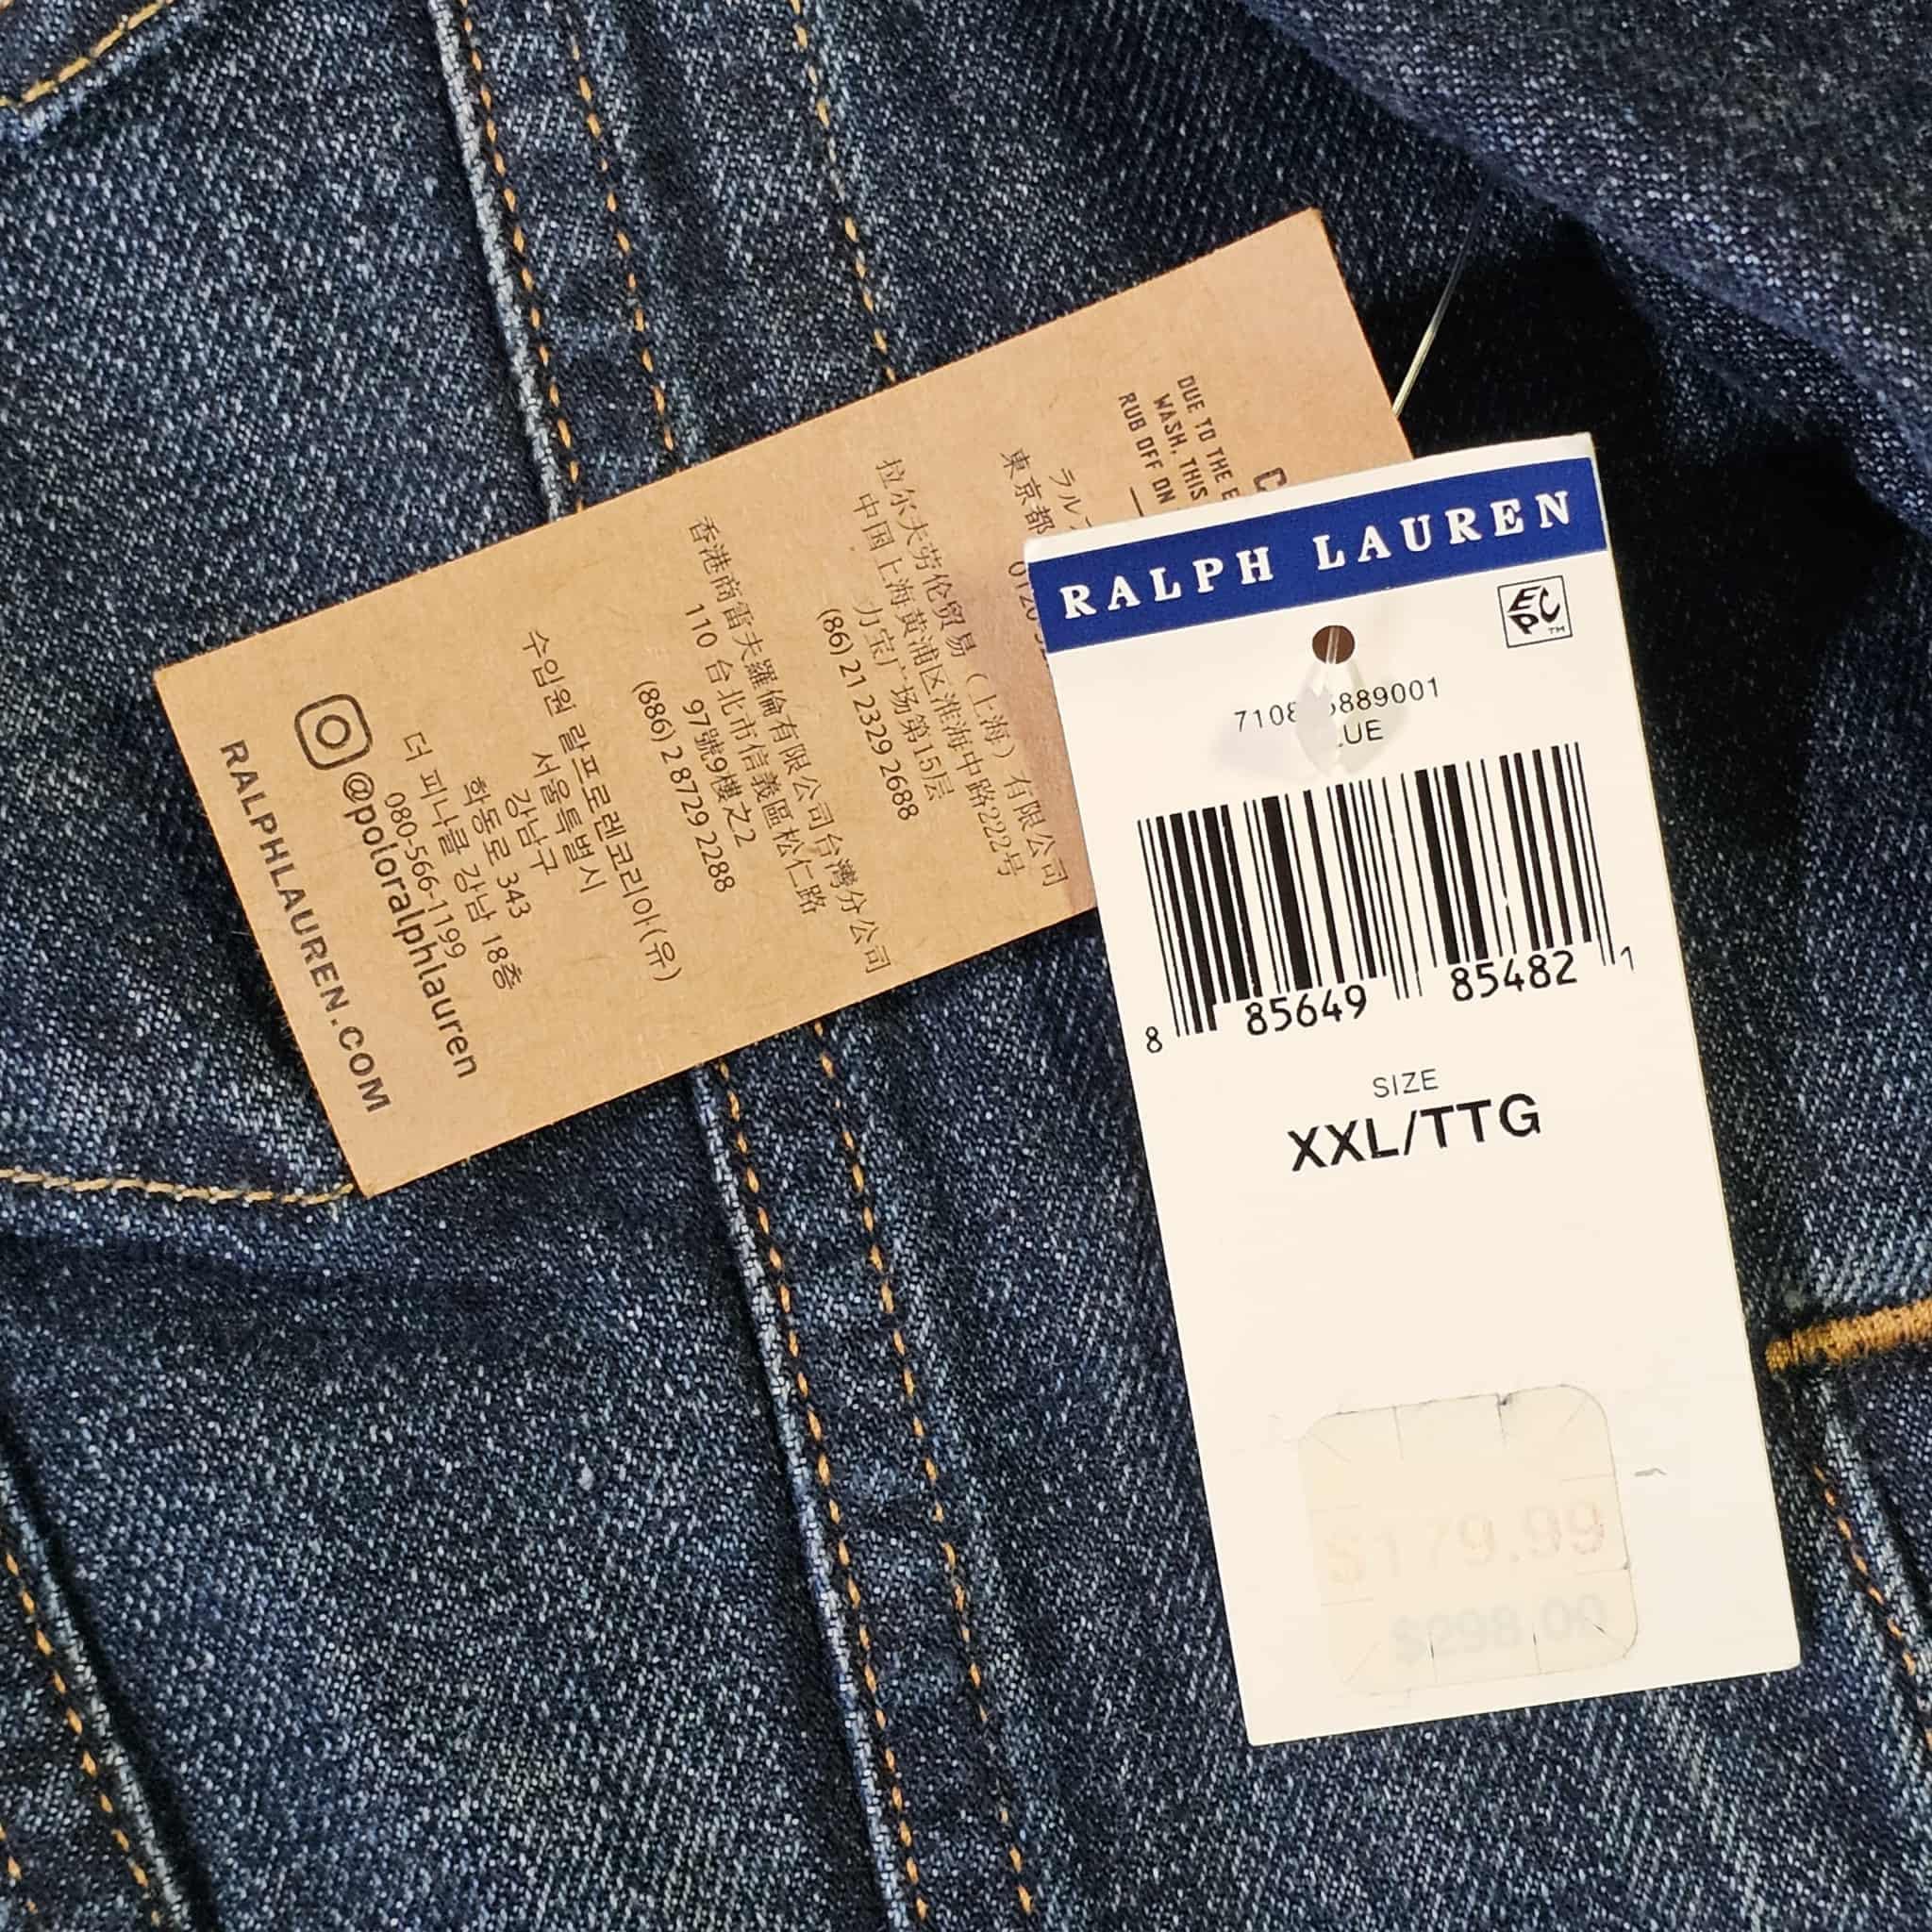 RALPH LAUREN
EPC™
889001
8 85649 85482 1
SIZE
XXL/TTG
$179.99
$298.00
DUE TO THE
WASH, THIS
RUB OFF ON
東京都
拉尔夫劳伦贸易（上海）有限公司
中国上海黄浦区淮海中路222号
力宝广场第15层
(86) 21 2329 2688
香港商雷夫羅倫有限公司台灣分公司
110 台北市信義區松仁路
97號9樓之2
(886) 2 8729 2288
수입원 랄프로렌코리아(유)
서울특별시
강남구
학동로 343
더 피나클 강남 18층
080-566-1199
@poloralphlauren
RALPHLAUREN.COM